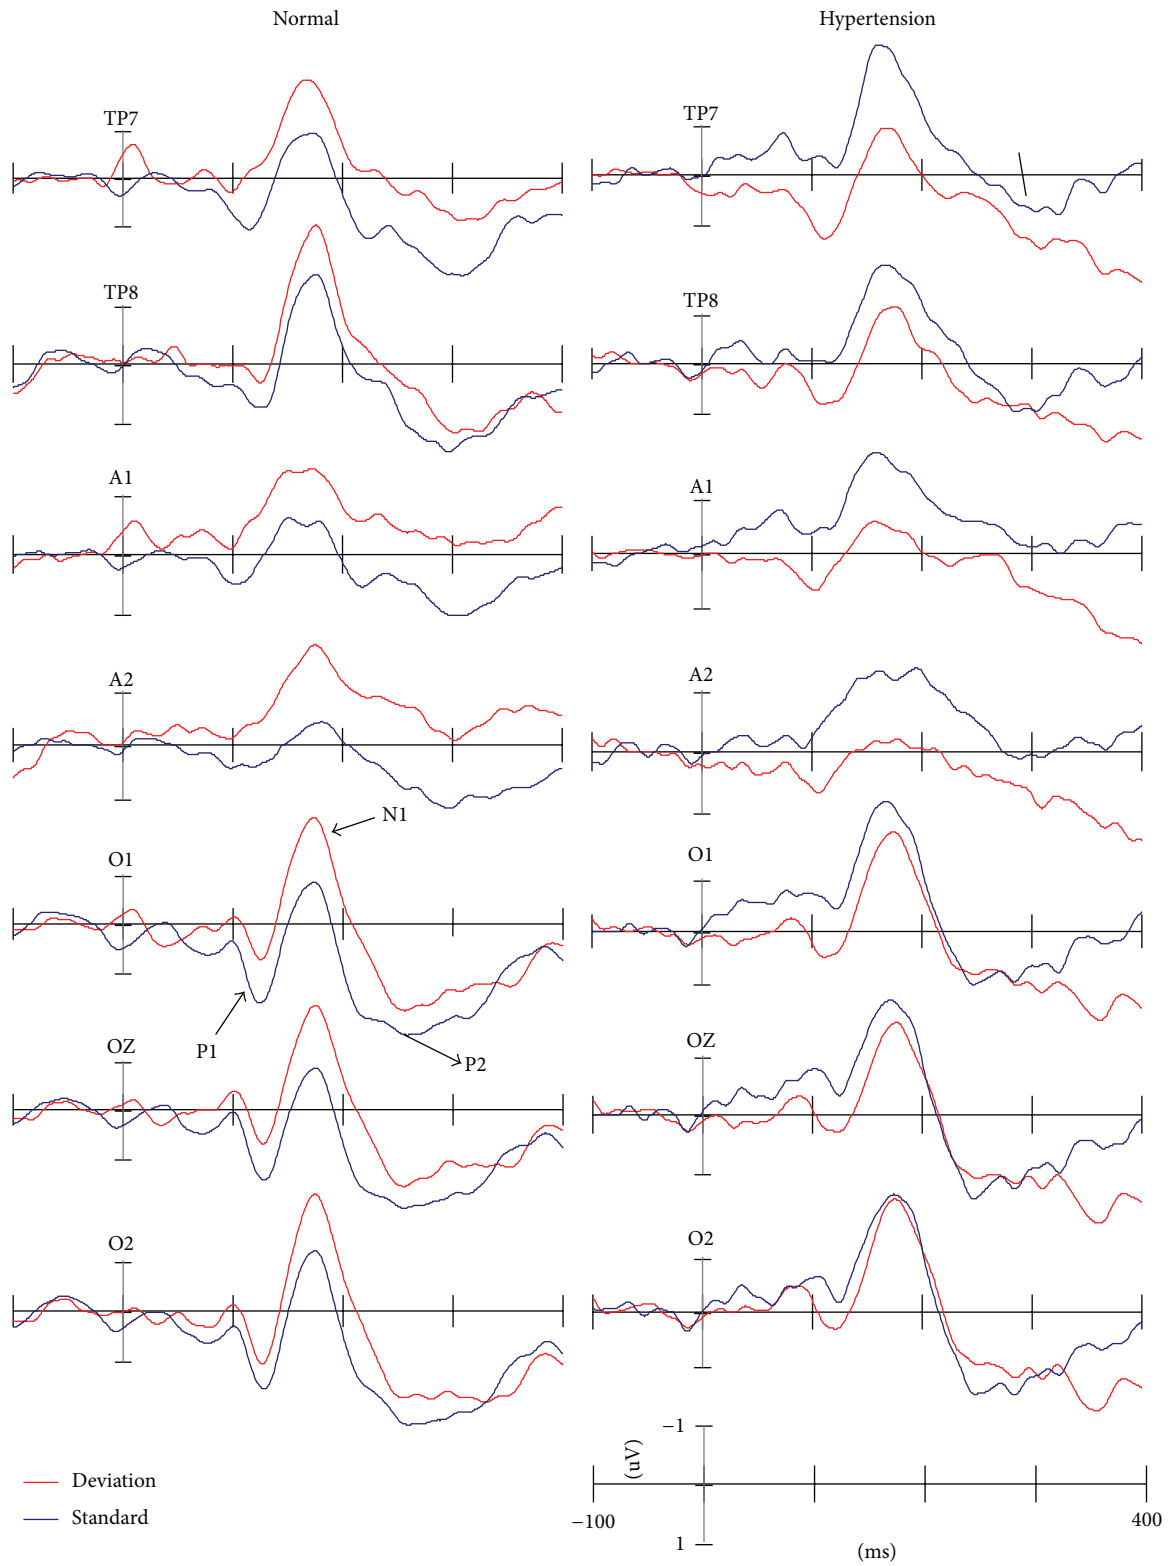 Normal
Hypertension
TP7
TP7
TP8
TP8
A1
A1
A2
A2
N1
O1
O1
P1
P2
OZ
OZ
O2
O2
−1
(uV)
Deviation
Standard
−100
400
1
(ms)